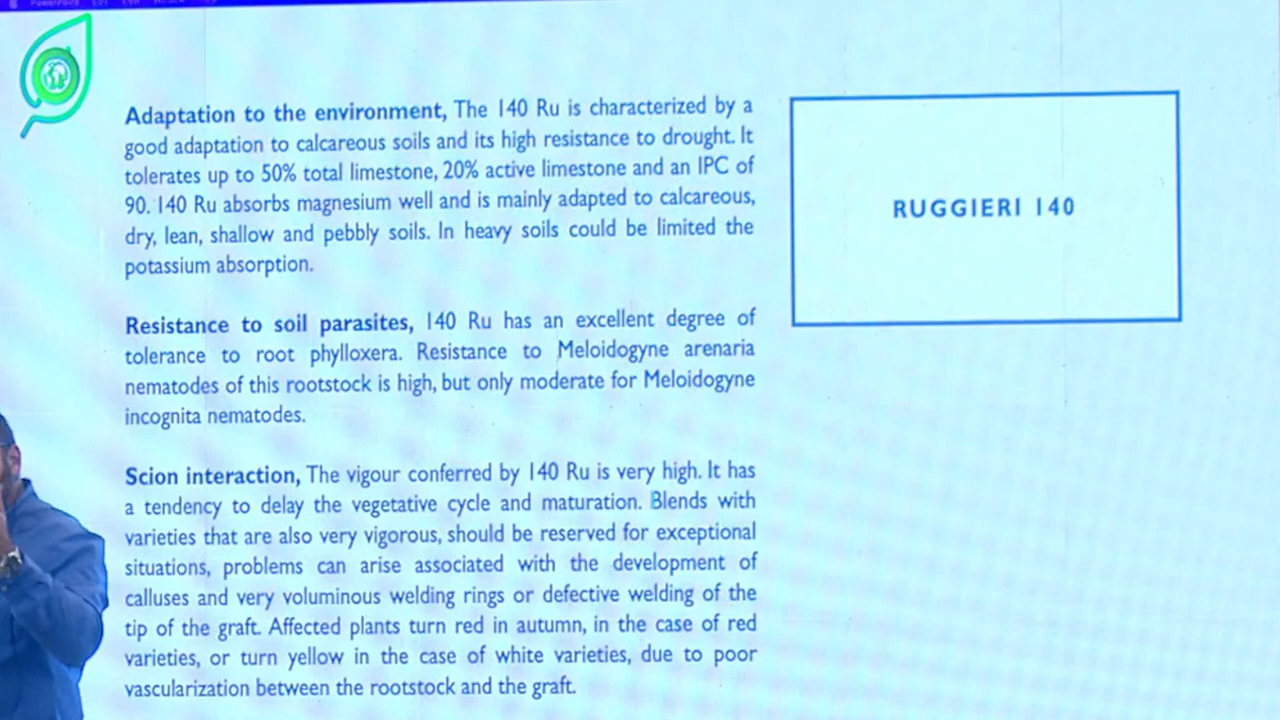 Adaptation to the environment, The 140 Ru is characterized by a
good adaptation to calcareous soils and its high resistance to drought. It
tolerates up to 50% total limestone, 20% active limestone and an IPC of
90. 140 Ru absorbs magnesium well and is mainly adapted to calcareous,
dry, lean, shallow and pebbly soils. In heavy soils could be limited the
potassium absorption.
RUGGIERI 140
Resistance to soil parasites, 140 Ru has an excellent degree of
tolerance to root phylloxera. Resistance to Meloidogyne arenaria
nematodes of this rootstock is high, but only moderate for Meloidogyne
incognita nematodes.
Scion interaction, The vigour conferred by 140 Ru is very high. It has
a tendency to delay the vegetative cycle and maturation. Blends with
varieties that are also very vigorous, should be reserved for exceptional
situations, problems can arise associated with the development of
calluses and very voluminous welding rings or defective welding of the
tip of the graft. Affected plants turn red in autumn, in the case of red
varieties, or turn yellow in the case of white varieties, due to poor
vascularization between the rootstock and the graft.